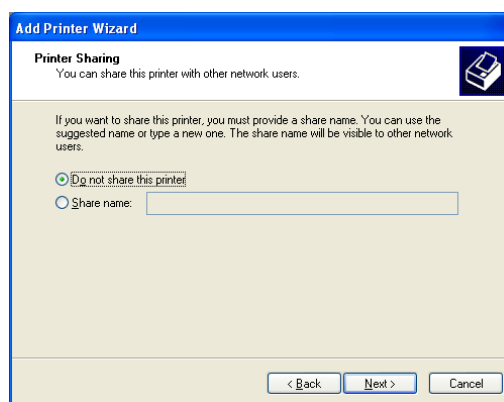 Add Printer Wizard
Printer Sharing
You can share this printer with other network users.
If you want to share this printer, you must provide a share name. You can use the
suggested name or type a new one. The share name will be visible to other network
users.
Do not share this printer
Share name:
< Back Next > Cancel